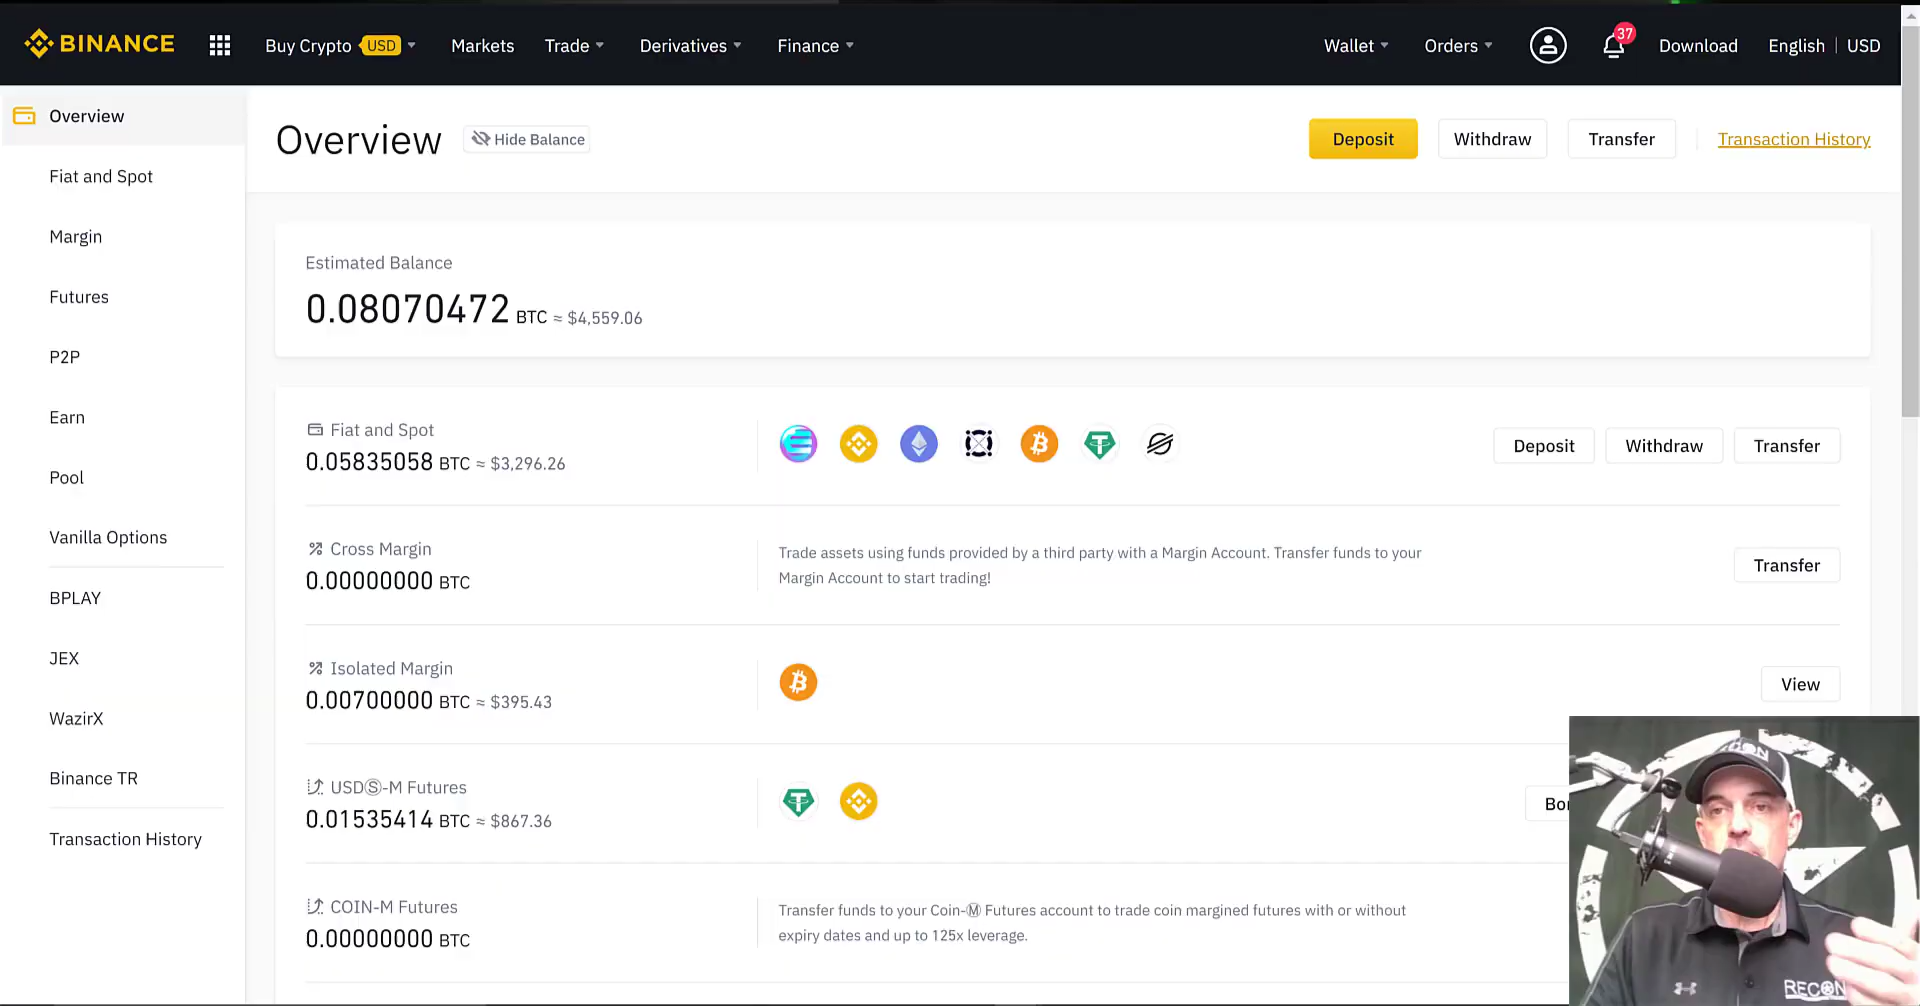 BINANCE
Buy Crypto USD
Markets
Trade
Derivatives
Finance
Wallet
Orders
37
Download
English
USD
Overview
Fiat and Spot
Margin
Futures
P2P
Earn
Pool
Vanilla Options
BPLAY
JEX
WazirX
Binance TR
Transaction History
Overview
Hide Balance
Deposit
Withdraw
Transfer
Transaction History
Estimated Balance
0.08070472 BTC ≈ $4,559.06
Fiat and Spot
0.05835058 BTC ≈ $3,296.26
Deposit
Withdraw
Transfer
Cross Margin
0.00000000 BTC
Trade assets using funds provided by a third party with a Margin Account. Transfer funds to your
Margin Account to start trading!
Transfer
Isolated Margin
0.00700000 BTC ≈ $395.43
View
USDⓈ-M Futures
0.01535414 BTC ≈ $867.36
COIN-M Futures
0.00000000 BTC
Transfer funds to your Coin-Ⓜ Futures account to trade coin margined futures with or without
expiry dates and up to 125x leverage.
RECON